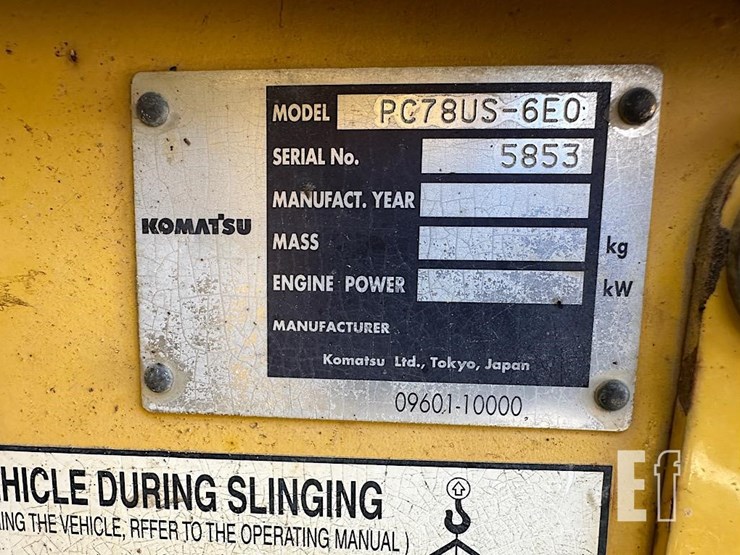 MODEL PC78US-6E0
SERIAL No. 5853
MANUFACT. YEAR
KOMATSU
MASS kg
ENGINE POWER kW
MANUFACTURER
Komatsu Ltd., Tokyo, Japan
09601-10000
HICLE DURING SLINGING
ING THE VEHICLE, RFFER TO THE OPERATING MANUAL )
Ef